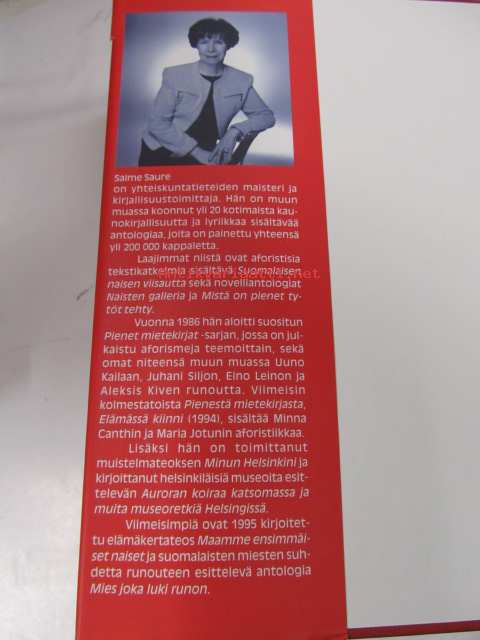 Salme Saure
on yhteiskuntatieteiden maisteri ja
kirjallisuustoimittaja. Hän on muun
muassa koonnut yli 20 kotimaista kau-
nokirjallisuutta ja lyriikkaa sisältävää
antologiaa, joita on painettu yhteensä
yli 200 000 kappaletta.
Laajimmat niistä ovat aforistisia
tekstikatkelmia sisältävä Suomalaisen
naisen viisautta sekä novelliantologiat
Naisten galleria ja Mistä on pienet ty-
töt tehty.
Vuonna 1986 hän aloitti suositun
Pienet mietekirjat -sarjan, jossa on jul-
kaistu aforismeja teemoittain, sekä
omat niteensä muun muassa Uuno
Kailaan, Juhani Siljon, Eino Leinon ja
Aleksis Kiven runoutta. Viimeisin
kolmestatoista Pienestä mietekirjasta,
Elämässä kiinni (1994), sisältää Minna
Canthin ja Maria Jotunin aforistiikkaa.
Lisäksi hän on toimittanut
muistelmateoksen Minun Helsinkini ja
kirjoittanut helsinkiläisiä museoita esit-
televän Auroran koiraa katsomassa ja
muita museoretkiä Helsingissä.
Viimeisimpiä ovat 1995 kirjoitet-
tu elämäkertateos Maamme ensimmäi-
set naiset ja suomalaisten miesten suh-
detta runouteen esittelevä antologia
Mies joka luki runon.